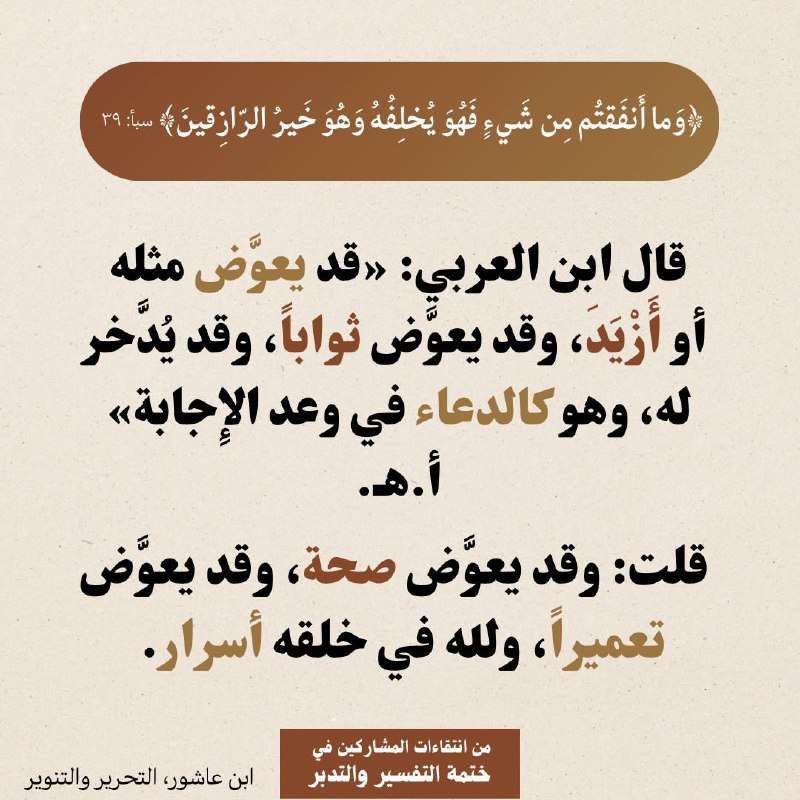 ﴿وَما أَنفَقتُم مِن شَيءٍ فَهُوَ يُخلِفُهُ وَهُوَ خَيرُ الرّازِقينَ﴾ سبأ: ٣٩
قال ابن العربي: «قد يعوَّض مثله
أو أَزْيَدَ، وقد يعوَّض ثواباً، وقد يُدَّخر
له، وهو كالدعاء في وعد الإِجابة»
أ.هـ.
قلت: وقد يعوَّض صحة، وقد يعوَّض
تعميراً، ولله في خلقه أسرار.
من انتقاءات المشاركين في
ختمة التفسير والتدبر
ابن عاشور، التحرير والتنوير